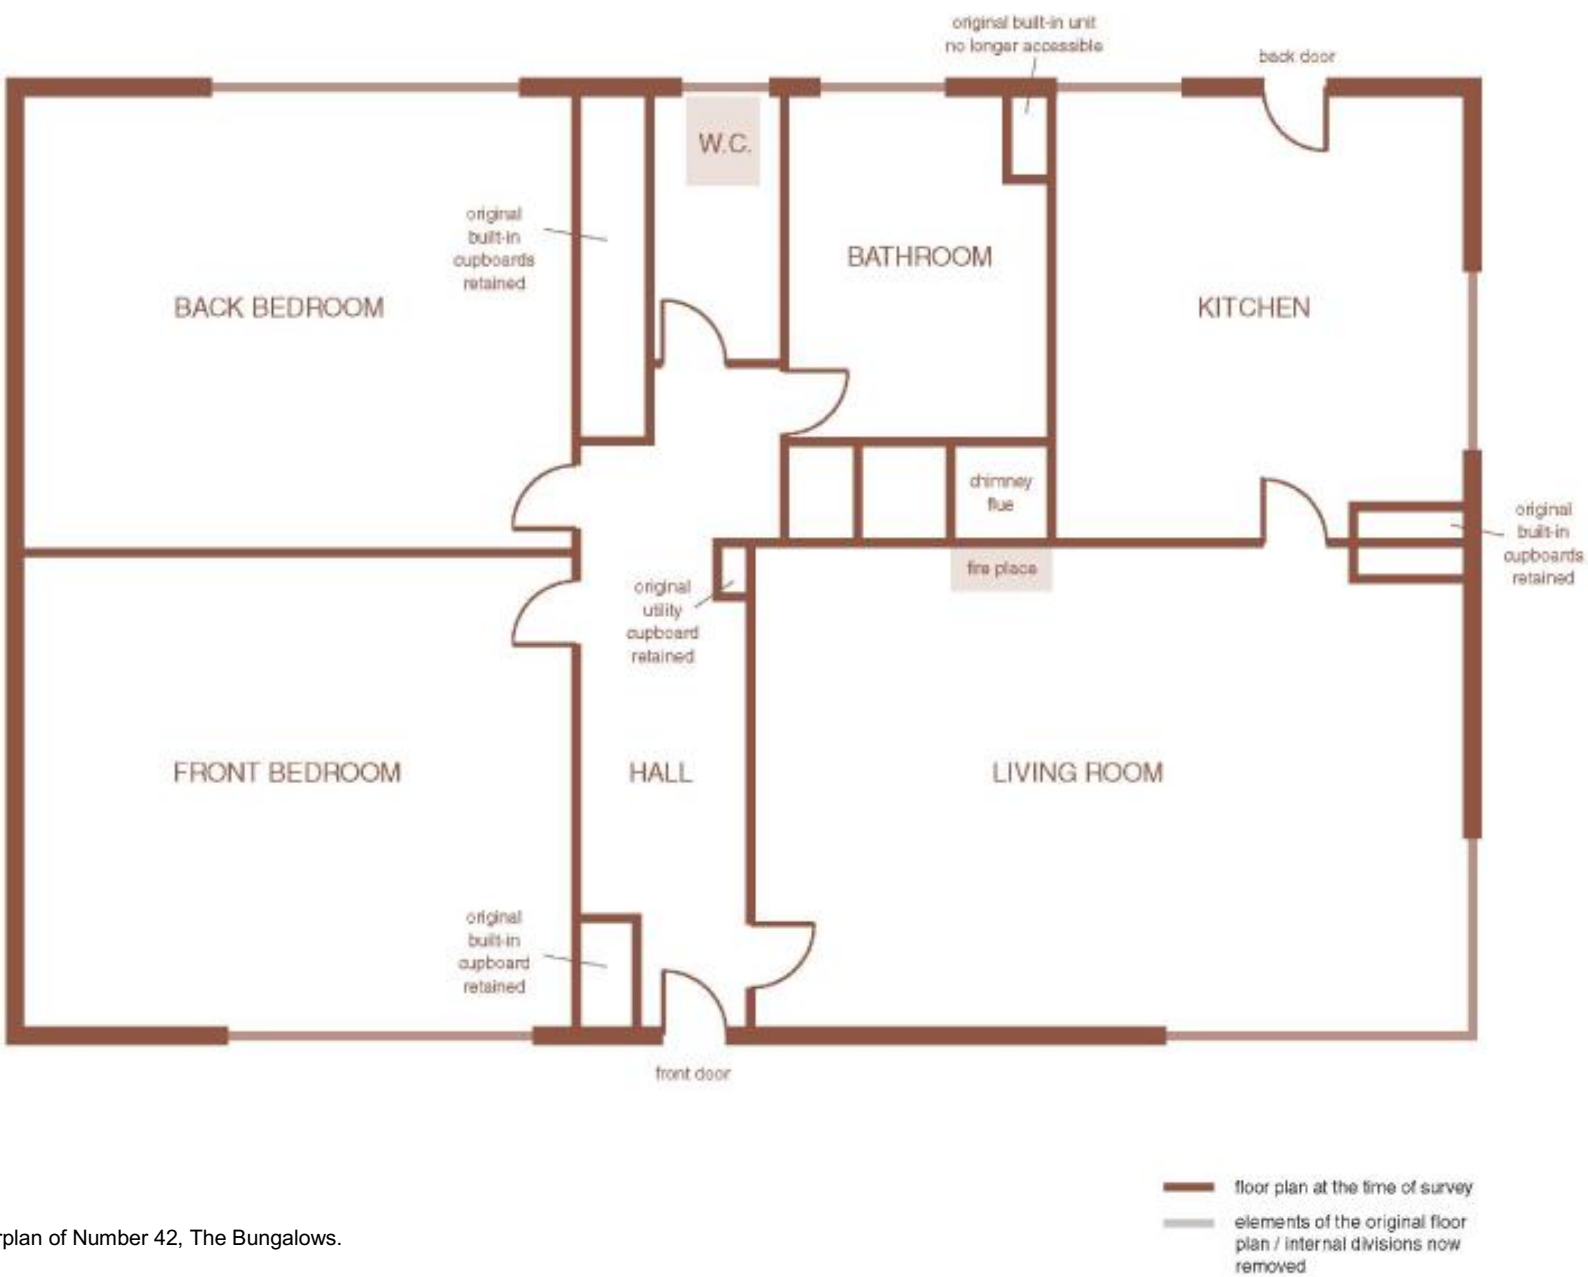 original built-in unit
no longer accessible
back door
W.C.
original
built-in
cupboards
retained
BATHROOM
BACK BEDROOM
KITCHEN
chimney
flue
original
built-in
cupboards
retained
fire place
original
utility
cupboard
retained
FRONT BEDROOM
HALL
LIVING ROOM
original
built-in
cupboard
retained
front door
floor plan at the time of survey
elements of the original floor
plan / internal divisions now
removed
rplan of Number 42, The Bungalows.